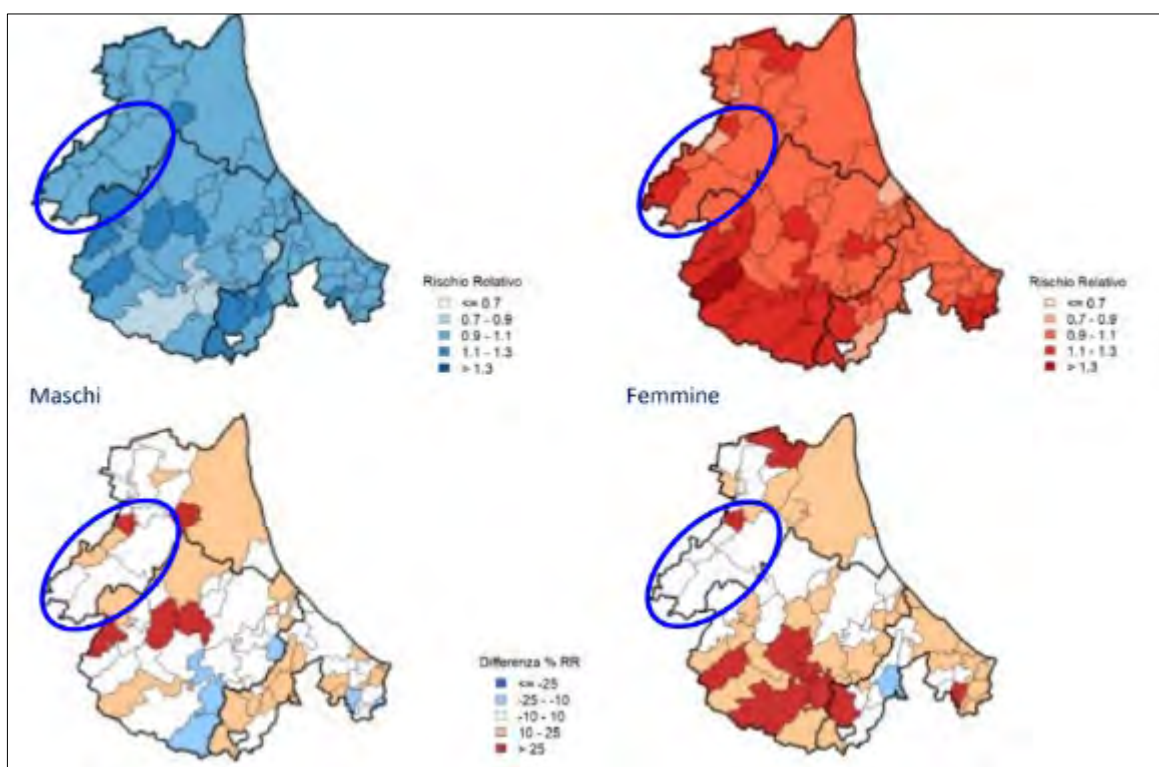 Rischio Relativo
<= 0.7
0.7 - 0.9
0.9 - 1.1
1.1 - 1.3
> 1.3
Rischio Relativo
<= 0.7
0.7 - 0.9
0.9 - 1.1
1.1 - 1.3
> 1.3
Maschi
Femmine
Differenza % RR
<= -25
-25 - -10
-10 - 10
10 - 25
> 25